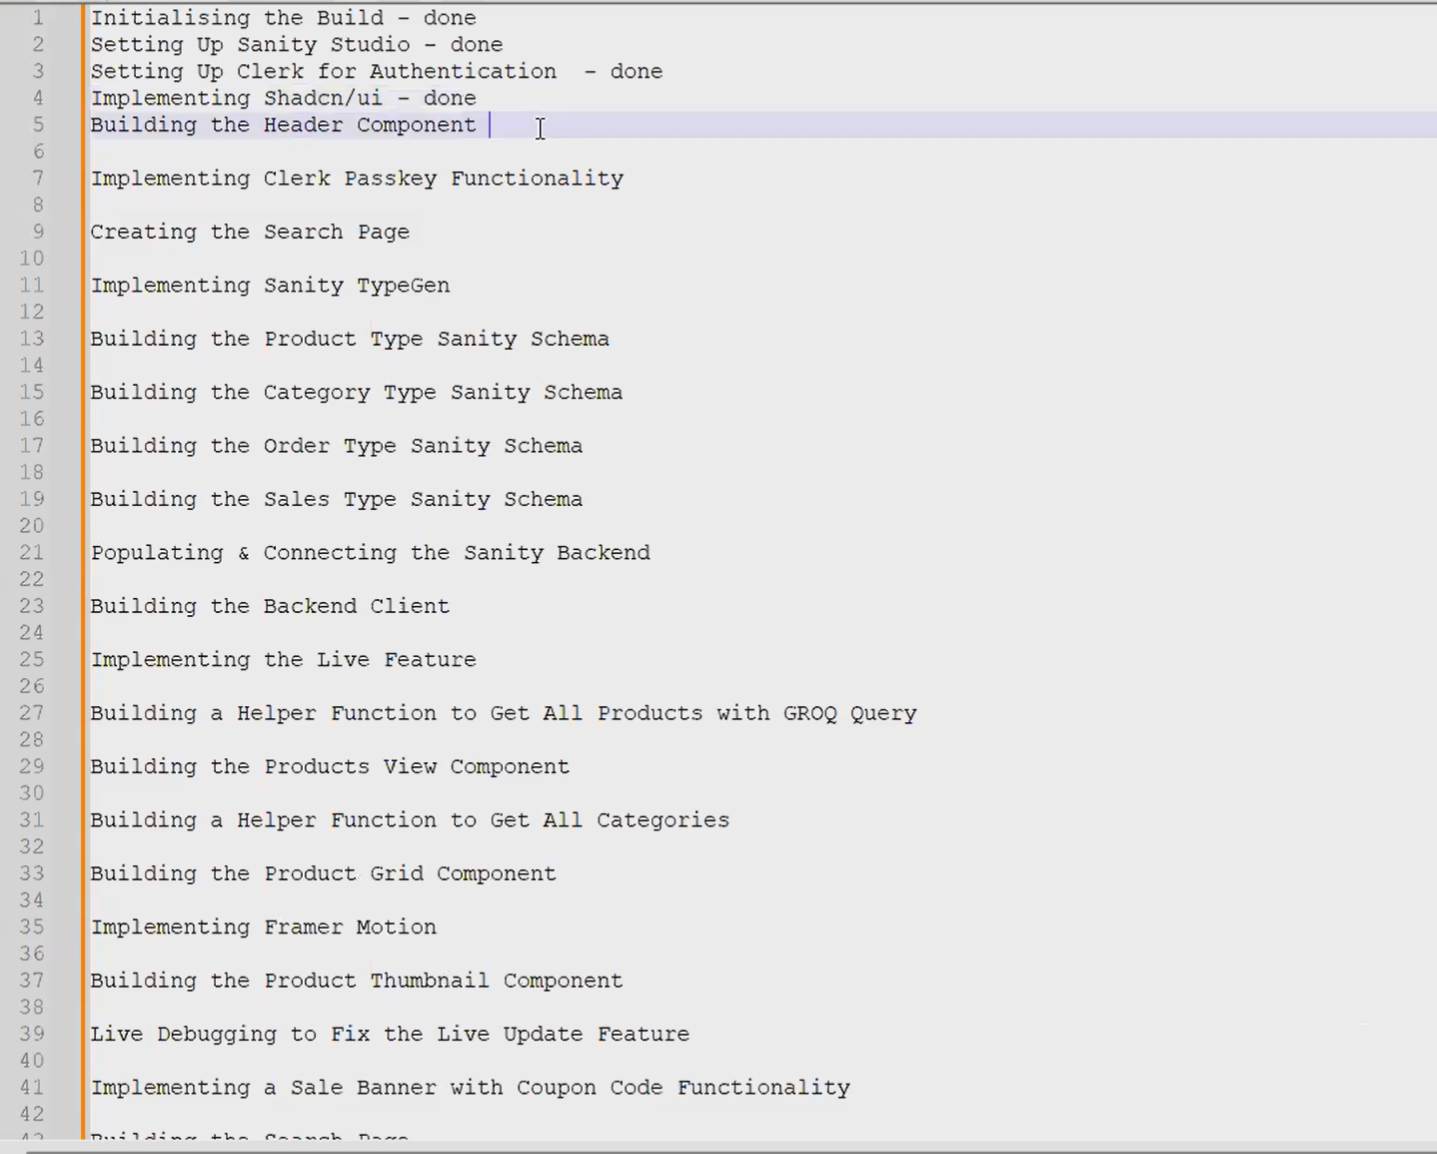 1 Initialising the Build - done
2 Setting Up Sanity Studio - done
3 Setting Up Clerk for Authentication  - done
4 Implementing Shadcn/ui - done
5 Building the Header Component
6
7 Implementing Clerk Passkey Functionality
8
9 Creating the Search Page
10
11 Implementing Sanity TypeGen
12
13 Building the Product Type Sanity Schema
14
15 Building the Category Type Sanity Schema
16
17 Building the Order Type Sanity Schema
18
19 Building the Sales Type Sanity Schema
20
21 Populating & Connecting the Sanity Backend
22
23 Building the Backend Client
24
25 Implementing the Live Feature
26
27 Building a Helper Function to Get All Products with GROQ Query
28
29 Building the Products View Component
30
31 Building a Helper Function to Get All Categories
32
33 Building the Product Grid Component
34
35 Implementing Framer Motion
36
37 Building the Product Thumbnail Component
38
39 Live Debugging to Fix the Live Update Feature
40
41 Implementing a Sale Banner with Coupon Code Functionality
42
43 Building the Search Page